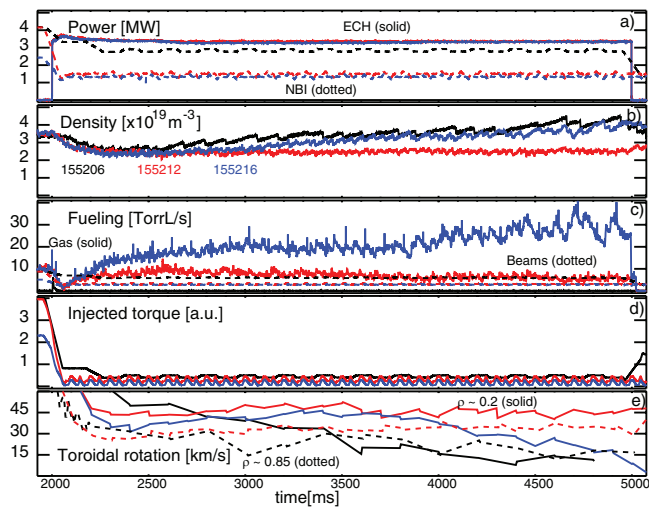 Power [MW]
ECH (solid)
a)
4
3
2
1
NBI (dotted)
Density [x10^19 m^-3]
b)
4
3
2
1
155206 155212 155216
Fueling [TorrL/s]
c)
30
20
10
Gas (solid)
Beams (dotted)
Injected torque [a.u.]
d)
3
1
45
30
15
ρ ~ 0.2 (solid)
e)
Toroidal rotation [km/s]
ρ ~ 0.85 (dotted)
2000 2500 3000 3500 4000 4500 5000
time[ms]